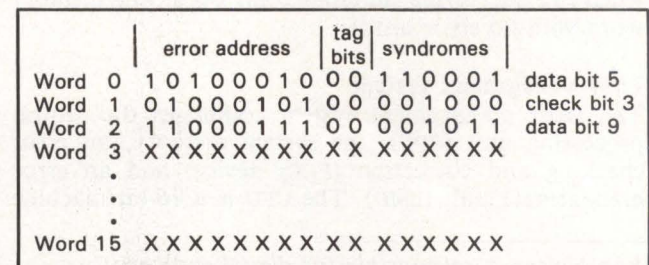 error address tag bits syndromes
Word 0 1 0 1 0 0 0 1 0 0 0 1 1 0 0 0 1 data bit 5
Word 1 0 1 0 0 0 1 0 1 0 0 0 0 1 0 0 0 check bit 3
Word 2 1 1 0 0 0 1 1 1 0 0 0 0 1 0 1 1 data bit 9
Word 3 X X X X X X X X X X X X X X X X
.
.
.
Word 15 X X X X X X X X X X X X X X X X